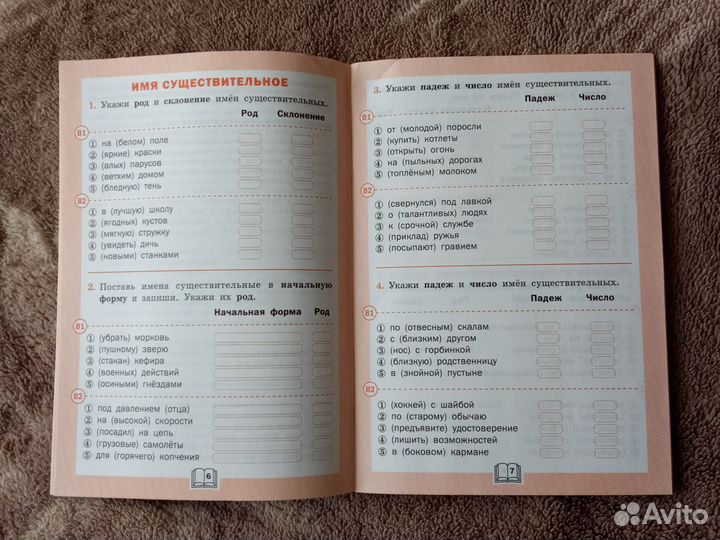 ИМЯ СУЩЕСТВИТЕЛЬНОЕ
1. Укажи род и склонение имён существительных.
Род Склонение
В1
1 на (белом) поле
2 (яркие) краски
3 (алых) парусов
4 (ветхим) домом
5 (бледную) тень
В2
1 в (лучшую) школу
2 (ягодных) кустов
3 (мягкую) стружку
4 (увидеть) дичь
5 (новыми) станками
2. Поставь имена существительные в начальную
форму и запиши. Укажи их род.
Начальная форма Род
В1
1 (убрать) морковь
2 (пушному) зверю
3 (стакан) кефира
4 (военных) действий
5 (осиными) гнёздами
В2
1 под давлением (отца)
2 на (высокой) скорости
3 (посадил) на цепь
4 (грузовые) самолёты
5 для (горячего) копчения
6
3. Укажи падеж и число имён существительных.
Падеж Число
В1
1 от (молодой) поросли
2 (купить) котлеты
3 (открыть) огонь
4 на (пыльных) дорогах
5 (топлёным) молоком
В2
1 (свернулся) под лавкой
2 о (талантливых) людях
3 к (срочной) службе
4 (приклад) ружья
5 (посыпают) гравием
4. Укажи падеж и число имён существительных.
Падеж Число
В1
1 по (отвесным) скалам
2 с (близким) другом
3 (нос) с горбинкой
4 (близкую) родственницу
5 в (знойной) пустыне
В2
1 (хоккей) с шайбой
2 по (старому) обычаю
3 (предъявите) удостоверение
4 (лишить) возможностей
5 в (боковом) кармане
7
Avito